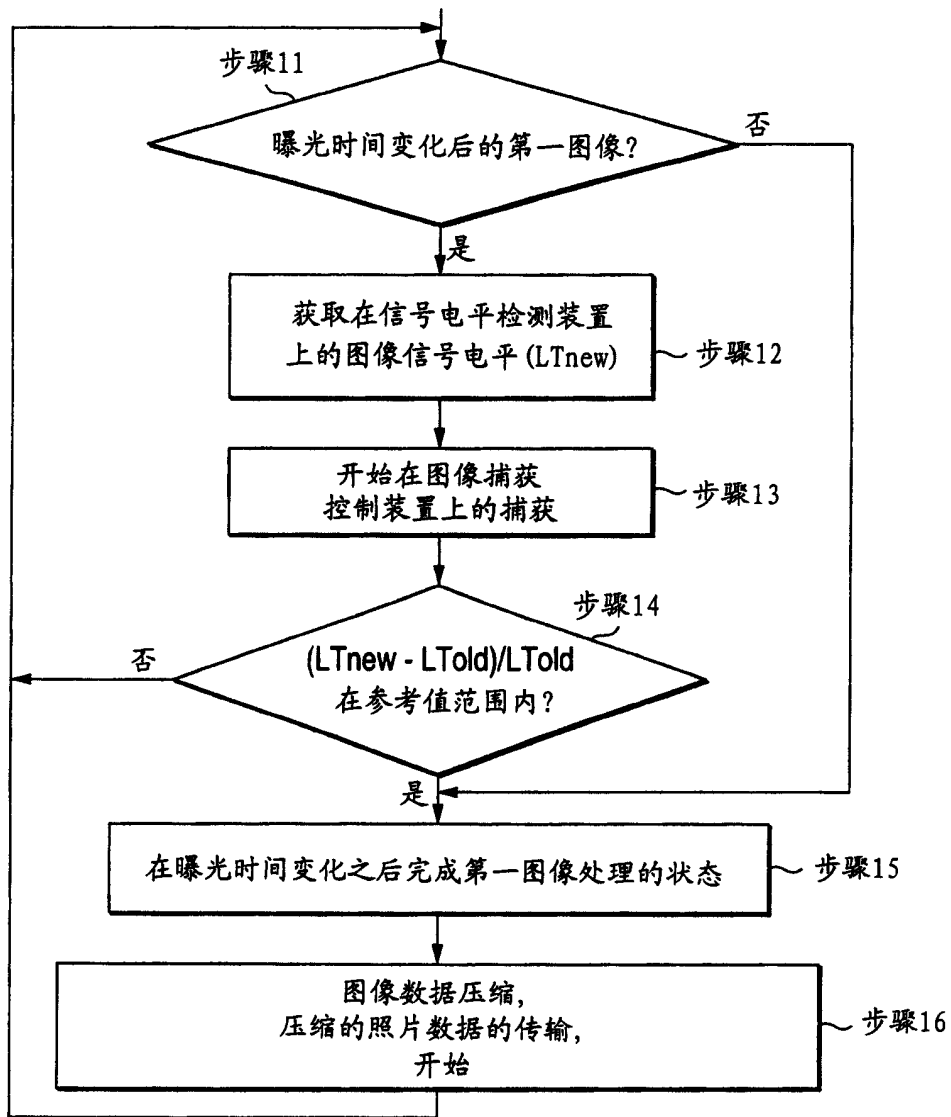 步骤11
曝光时间变化后的第一图像?
否
是
获取在信号电平检测装置
上的图像信号电平(LTnew)
步骤12
开始在图像捕获
控制装置上的捕获
步骤13
步骤14
否
(LTnew - LTold)/LTold
在参考值范围内?
是
在曝光时间变化之后完成第一图像处理的状态
步骤15
图像数据压缩,
压缩的照片数据的传输,
开始
步骤16